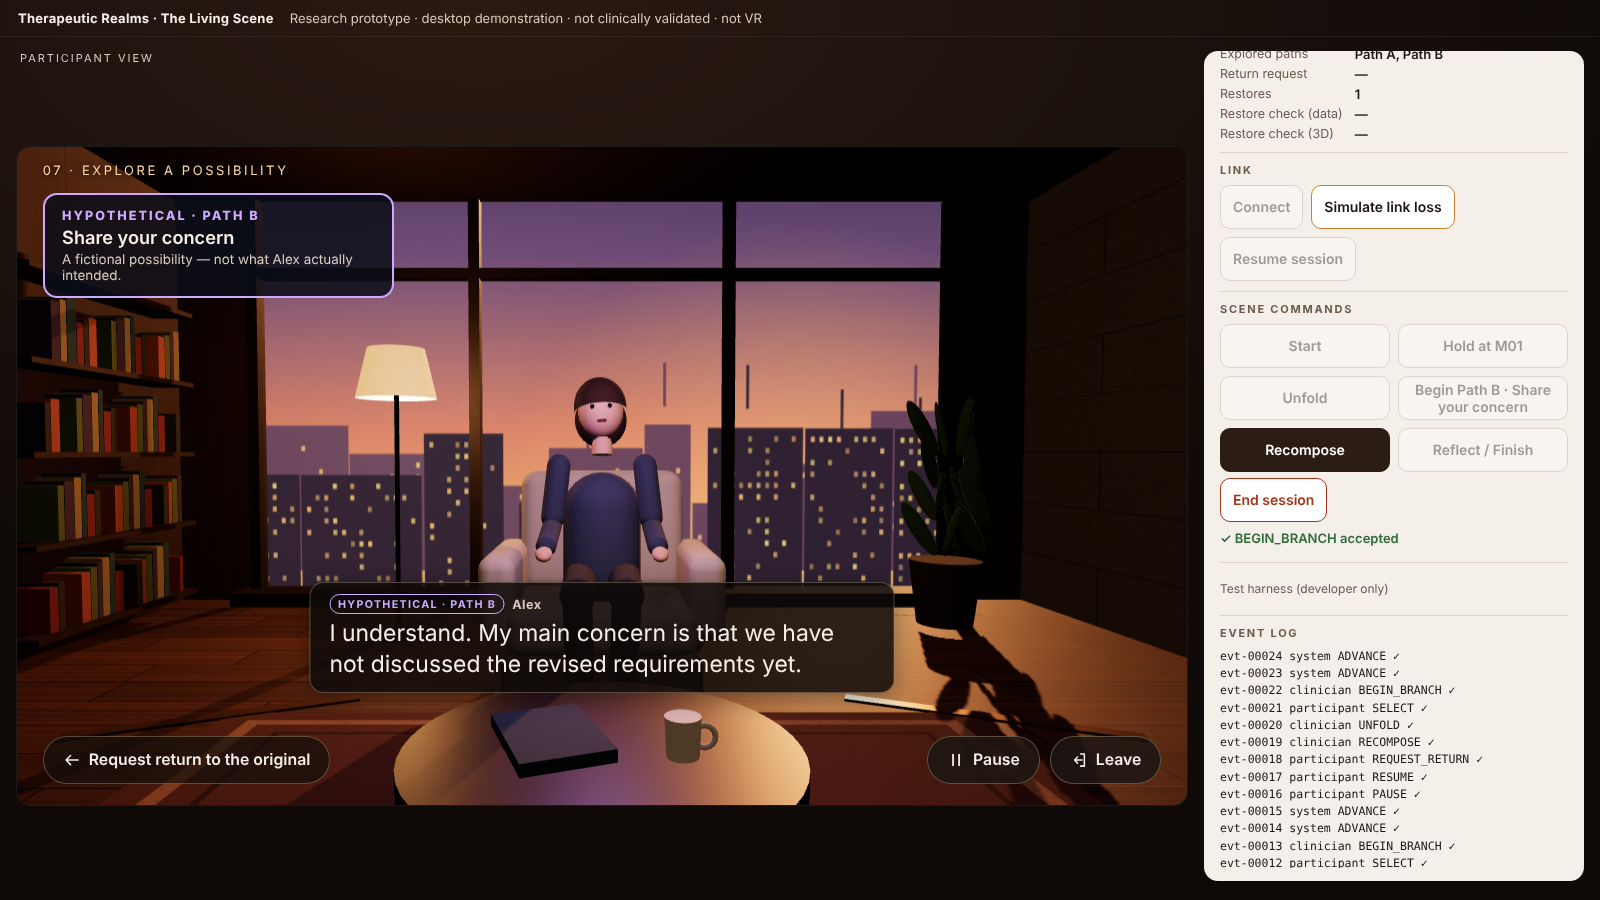 Therapeutic Realms · The Living Scene Research prototype · desktop demonstration · not clinically validated · not VR
PARTICIPANT VIEW
07 · EXPLORE A POSSIBILITY
HYPOTHETICAL · PATH B
Share your concern
A fictional possibility — not what Alex actually
intended.
HYPOTHETICAL · PATH B Alex
I understand. My main concern is that we have
not discussed the revised requirements yet.
← Request return to the original
Pause
Leave
Explored paths Path A, Path B
Return request —
Restores 1
Restore check (data) —
Restore check (3D) —
LINK
Connect
Simulate link loss
Resume session
SCENE COMMANDS
Start
Hold at M01
Unfold
Begin Path B · Share
your concern
Recompose
Reflect / Finish
End session
✓ BEGIN_BRANCH accepted
Test harness (developer only)
EVENT LOG
evt-00024 system ADVANCE ✓
evt-00023 system ADVANCE ✓
evt-00022 clinician BEGIN_BRANCH ✓
evt-00021 participant SELECT ✓
evt-00020 clinician UNFOLD ✓
evt-00019 clinician RECOMPOSE ✓
evt-00018 participant REQUEST_RETURN ✓
evt-00017 participant RESUME ✓
evt-00016 participant PAUSE ✓
evt-00015 system ADVANCE ✓
evt-00014 system ADVANCE ✓
evt-00013 clinician BEGIN_BRANCH ✓
evt-00012 participant SELECT ✓